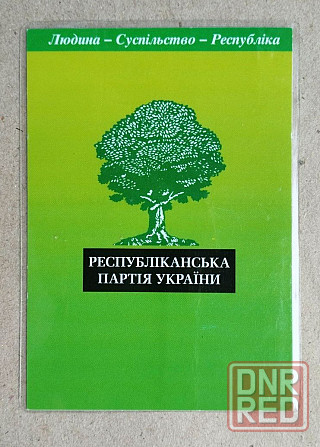 Людина – Суспільство – Республіка
РЕСПУБЛІКАНСЬКА
ПАРТІЯ УКРАЇНИ
DNR
RED